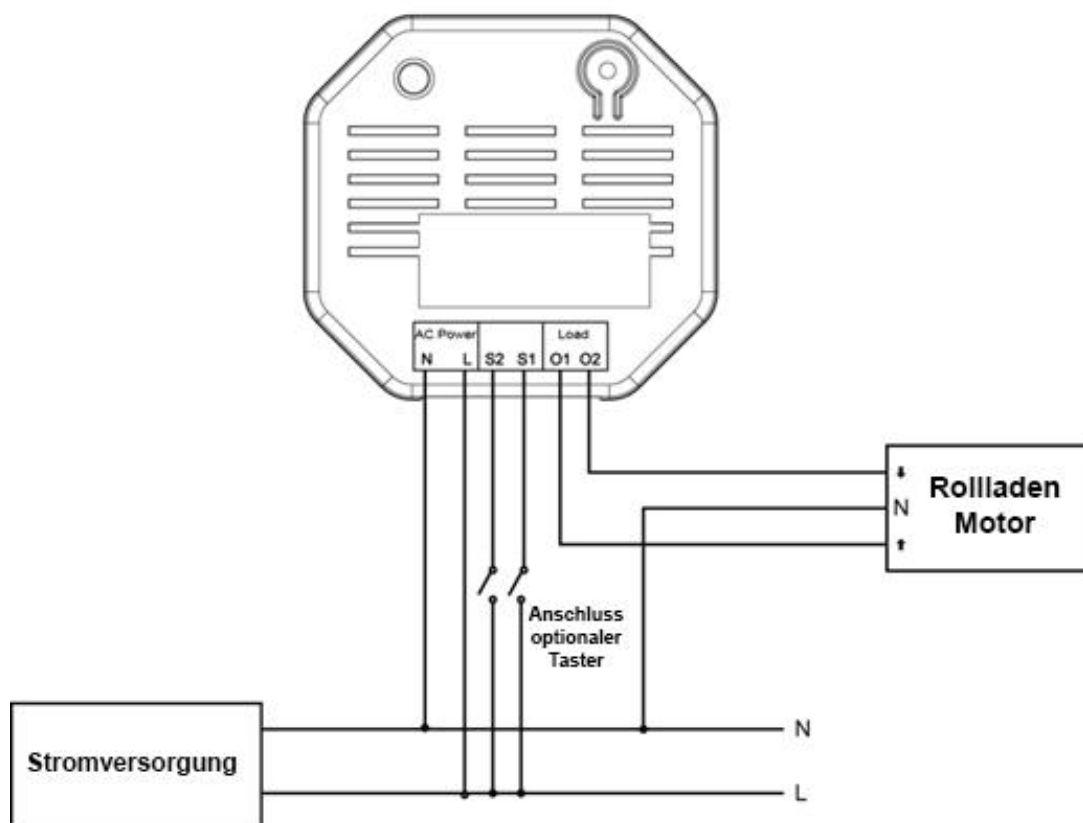 AC Power Load
N L S2 S1 O1 O2
Rollladen
Motor
N
Anschluss
optionaler
Taster
Stromversorgung
N
L